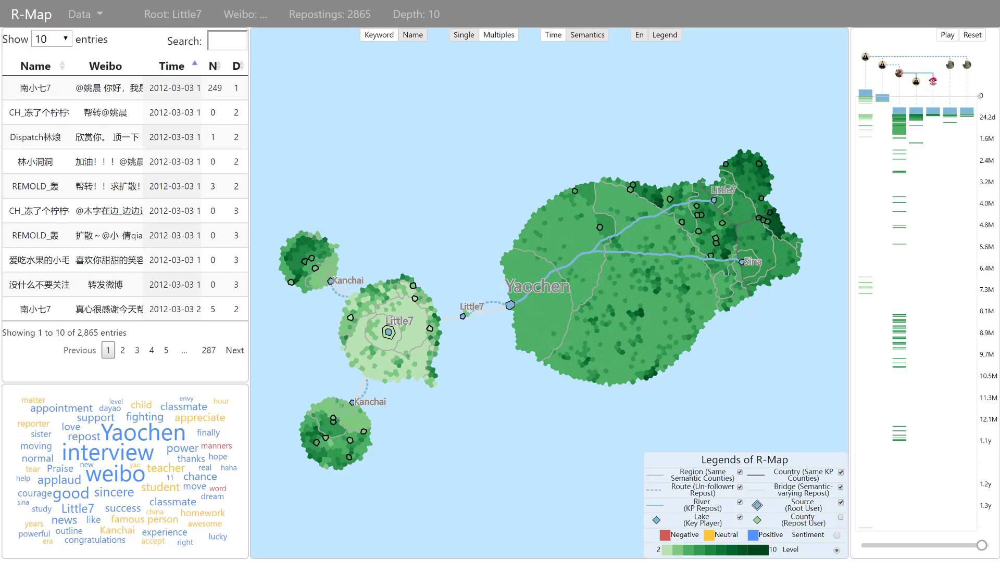 R-Map Data Root: Little7 Weibo: ... Repostings: 2865 Depth: 10
Show 10 entries Search:
Name Weibo Time N D
南小七7 @姚晨 你好，我是 2012-03-03 1 249 1
CH_冻了个柠柠 帮转@姚晨 2012-03-03 1 0 2
Dispatch林烺 欣赏你。 顶一下 2012-03-03 1 1 2
林小洞洞 加油！！！@姚晨 2012-03-03 1 0 2
REMOLD_轰 帮转！！求扩散！ 2012-03-03 1 3 2
CH_冻了个柠柠 @木字在边_边边 2012-03-03 1 0 3
REMOLD_轰 扩散～@小-倩qia 2012-03-03 1 0 3
爱吃水果的小毛 喜欢你甜甜的笑容 2012-03-03 1 0 3
没什么不要关注 转发微博 2012-03-03 1 0 3
南小七7 真心很感谢今天帮 2012-03-03 2 5 2
Showing 1 to 10 of 2,865 entries
Previous 1 2 3 4 5 ... 287 Next
matter level envy hour
appointment dayao child classmate
support fighting appreciate
reporter love
sister repost Yaochen finally
moving interview power manners
normal thanks hope
tear Praise new yao teacher real haha
help applaud weibo 11 chance
student move word
courage good sincere dream
sina study Little7 success classmate
china homework
years news like famous person awesome
powerful outline Kanchai experience lucky
era congratulations accept right
Keyword Name Single Multiples Time Semantics En Legend
Little7
Sina
Kanchai
Yaochen
Little7
Little7
Kanchai
Legends of R-Map
Region (Same Semantic Counties) Country (Same KP Counties)
Route (Un-follower Repost) Bridge (Semantic-varying Repost)
River (KP Repost) Source (Root User)
Lake (Key Player) County (Repost User)
Negative Neutral Positive Sentiment
2 10 Level
Play Reset
0
24.2d
1.6M
2.4M
3.2M
4.0M
4.8M
5.6M
6.4M
7.3M
8.1M
8.9M
9.7M
10.5M
11.3M
12.1M
1.1y
1.2y
1.3y